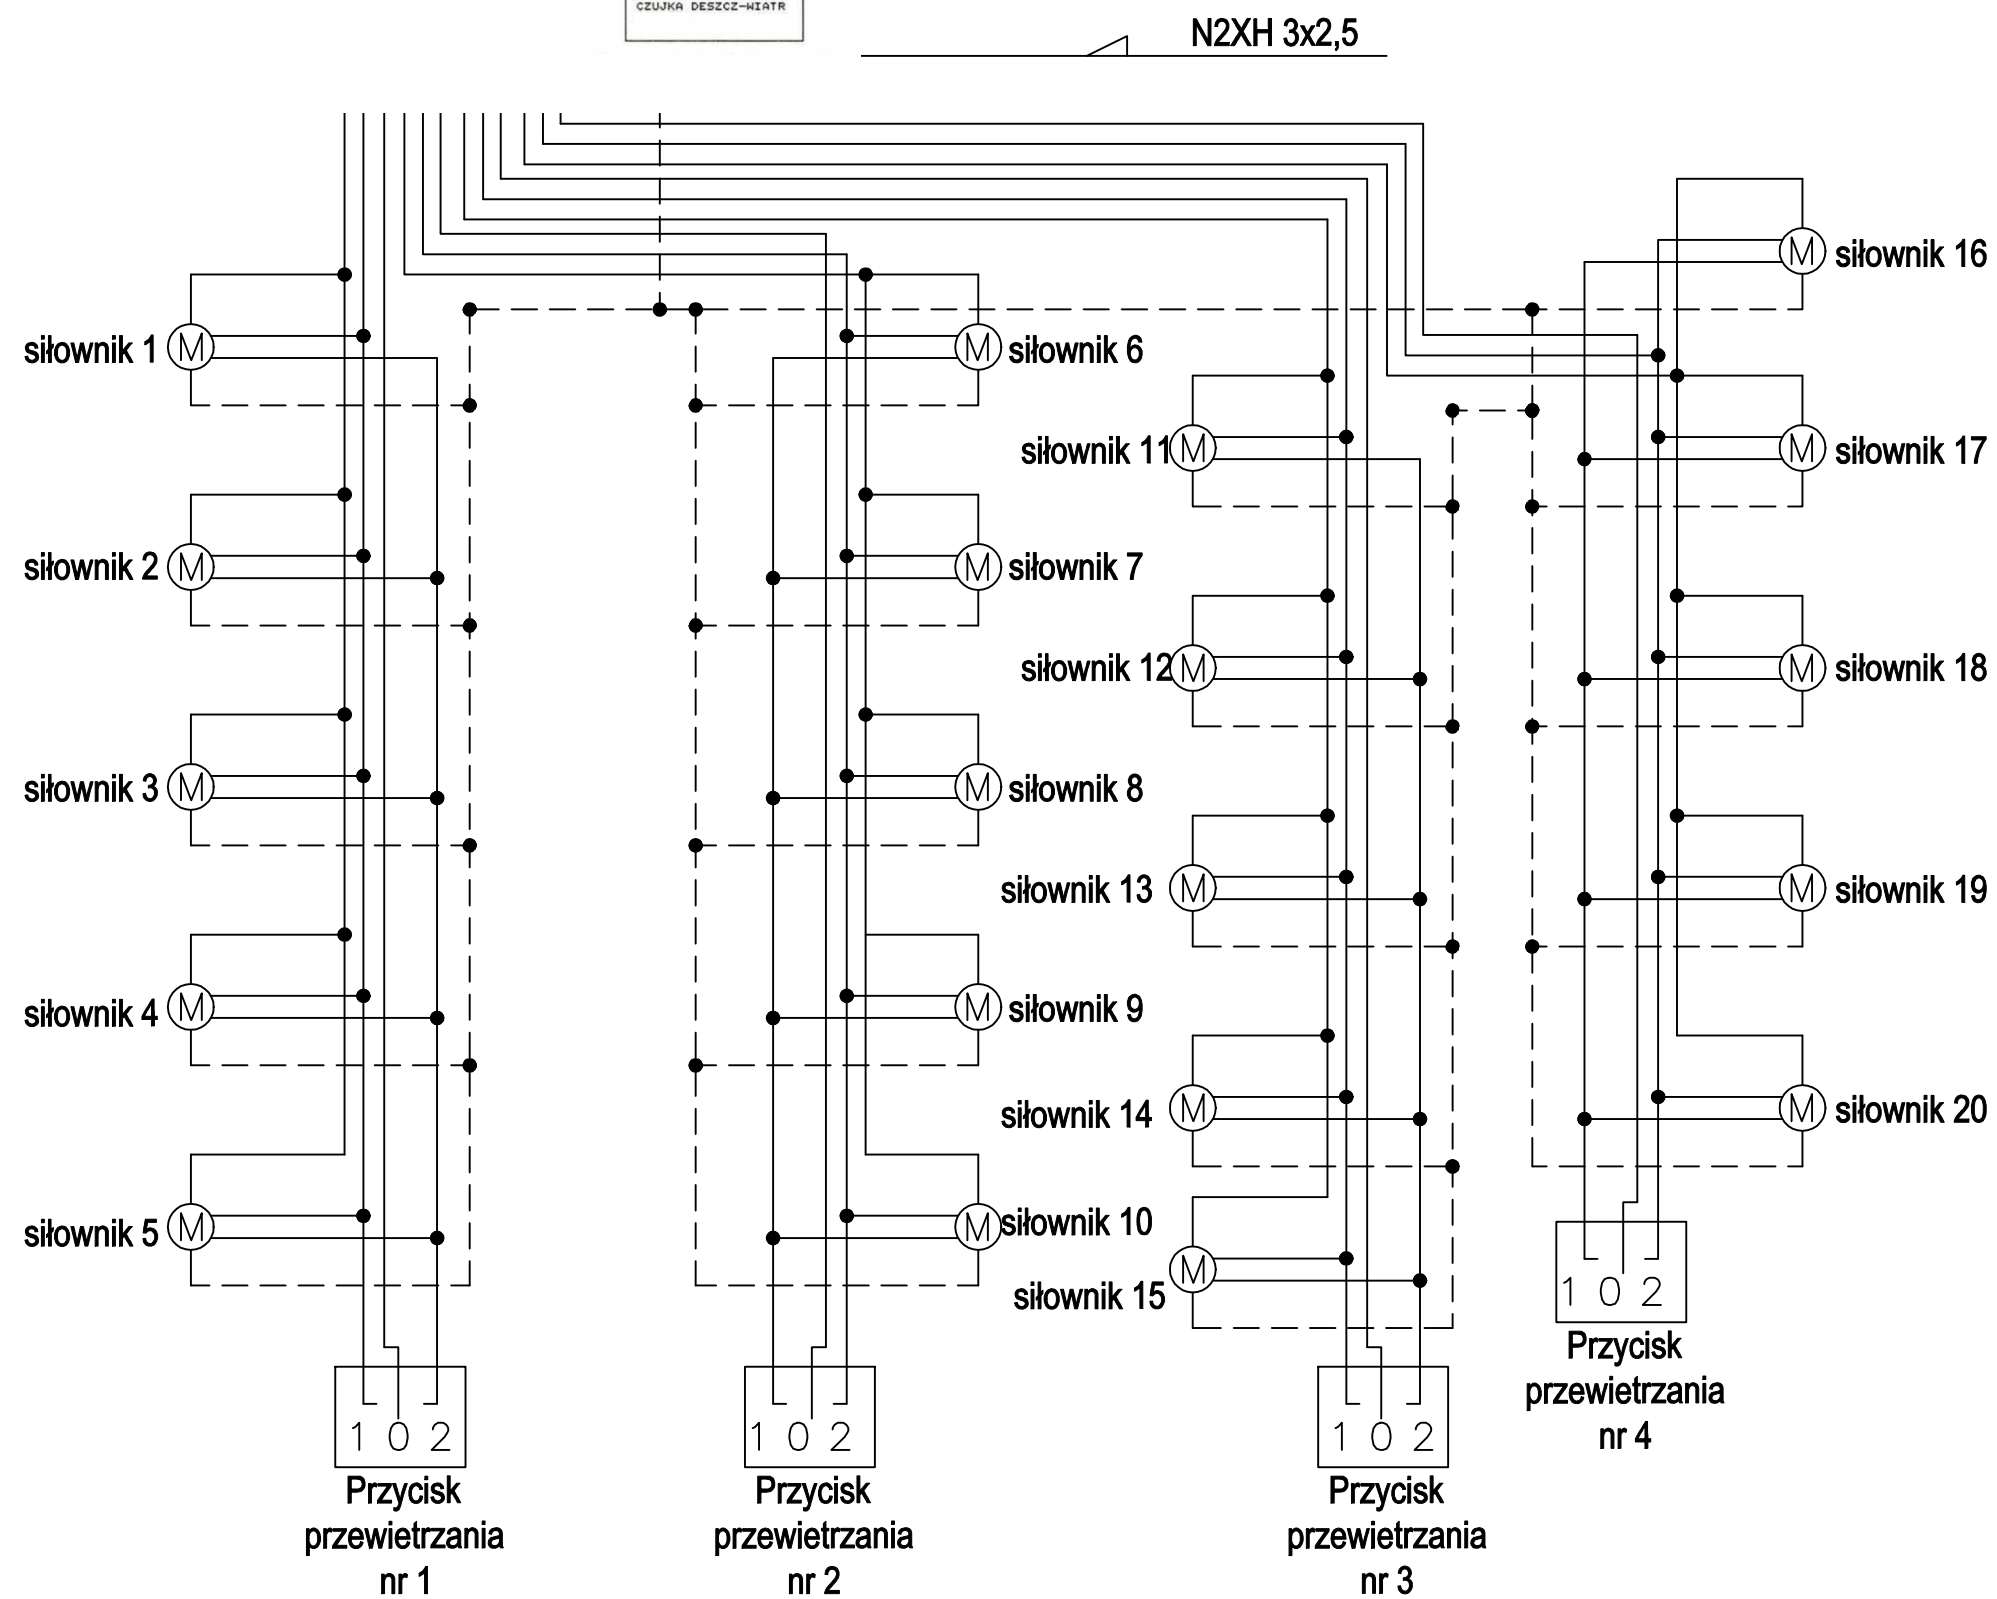 CZUJKA DESZCZ-WIATR
N2XH 3x2,5
M siłownik 16
siłownik 1 M
M siłownik 6
siłownik 11 M
M siłownik 17
siłownik 2 M
M siłownik 7
siłownik 12 M
M siłownik 18
siłownik 3 M
M siłownik 8
siłownik 13 M
M siłownik 19
siłownik 4 M
M siłownik 9
siłownik 14 M
M siłownik 20
siłownik 5 M
M siłownik 10
siłownik 15 M
1 0 2
Przycisk
przewietrzania
nr 4
1 0 2
Przycisk
przewietrzania
nr 1
1 0 2
Przycisk
przewietrzania
nr 2
1 0 2
Przycisk
przewietrzania
nr 3